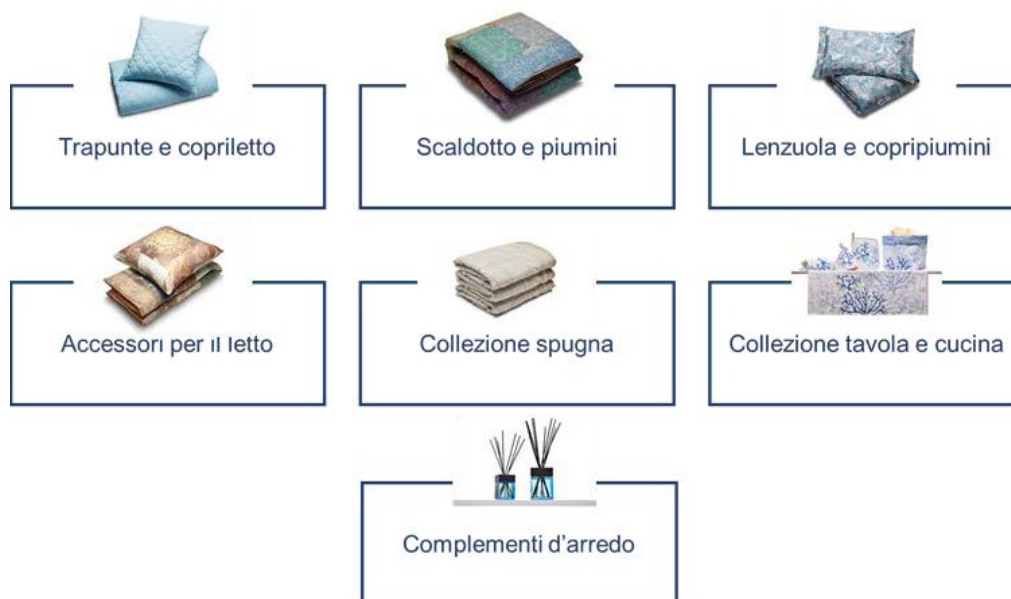 Trapunte e copriletto
Scaldotto e piumini
Lenzuola e copripiumini
Accessori per il letto
Collezione spugna
Collezione tavola e cucina
Complementi d'arredo